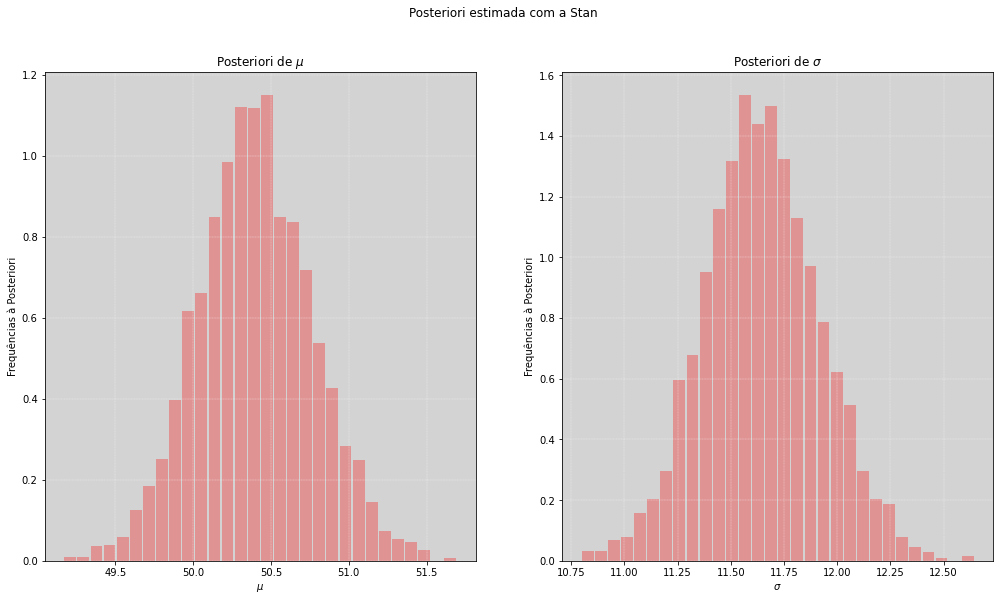 Posteriori estimada com a Stan
Posteriori de μ
1.2
1.0
0.8
0.6
0.4
0.2
0.0
Frequências à Posteriori
49.5 50.0 50.5 51.0 51.5
μ
Posteriori de σ
1.6
1.4
1.2
1.0
0.8
0.6
0.4
0.2
0.0
Frequências à Posteriori
10.75 11.00 11.25 11.50 11.75 12.00 12.25 12.50
σ